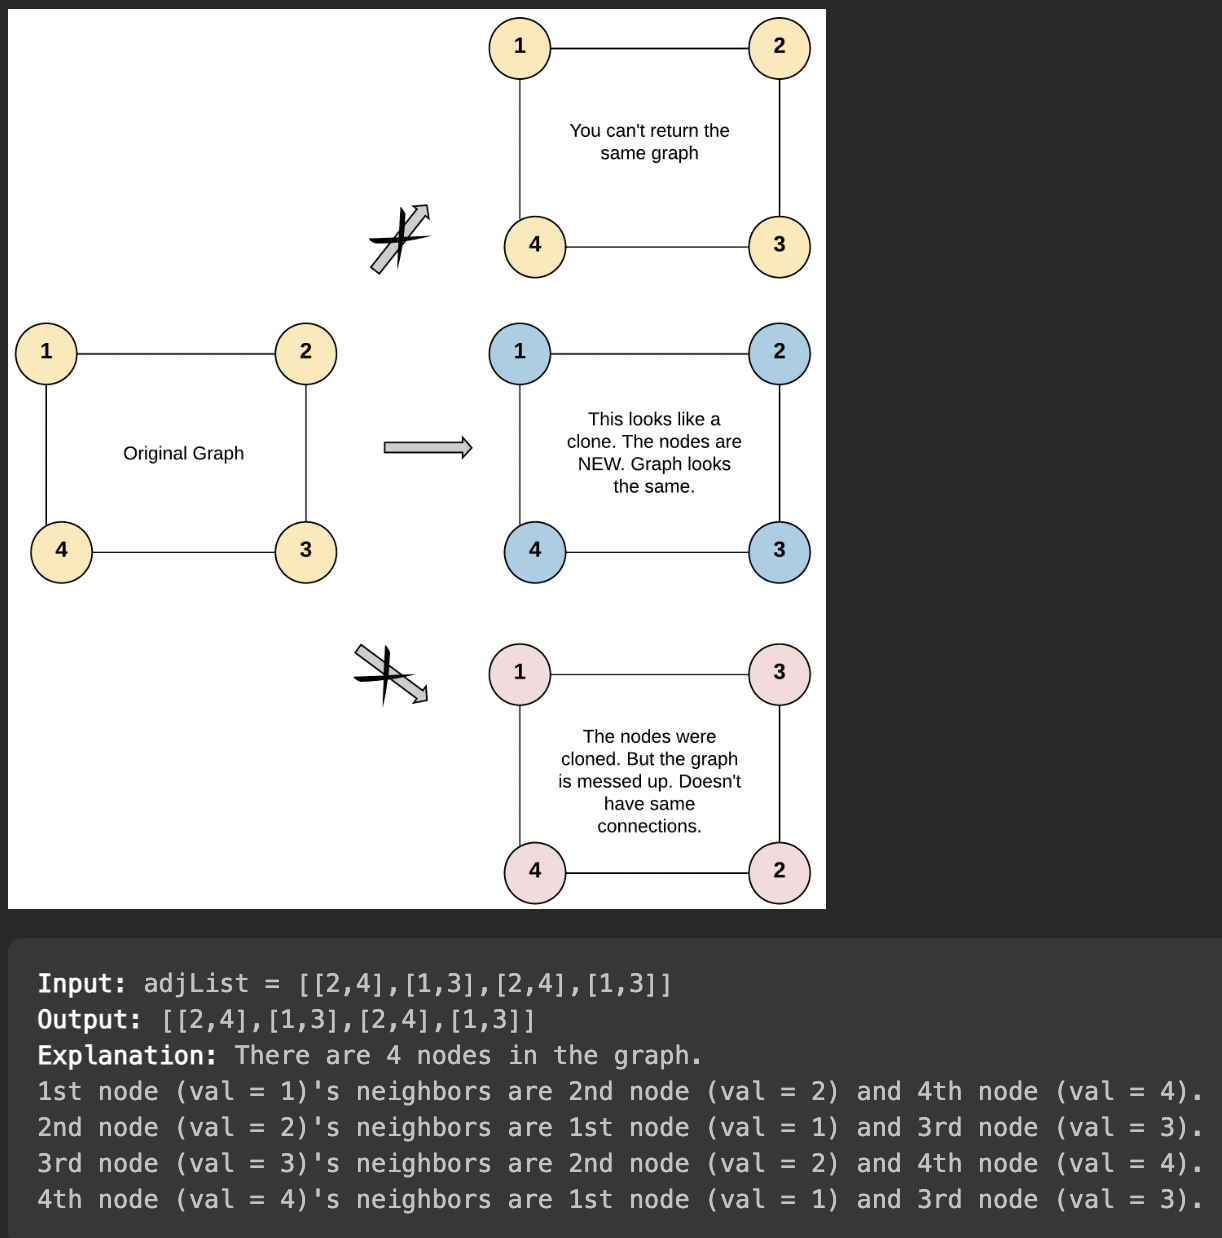 1
2
You can't return the
same graph
4
3
1
2
Original Graph
4
3
1
2
This looks like a
clone. The nodes are
NEW. Graph looks
the same.
4
3
1
3
The nodes were
cloned. But the graph
is messed up. Doesn't
have same
connections.
4
2
Input: adjList = [[2,4],[1,3],[2,4],[1,3]]
Output: [[2,4],[1,3],[2,4],[1,3]]
Explanation: There are 4 nodes in the graph.
1st node (val = 1)'s neighbors are 2nd node (val = 2) and 4th node (val = 4).
2nd node (val = 2)'s neighbors are 1st node (val = 1) and 3rd node (val = 3).
3rd node (val = 3)'s neighbors are 2nd node (val = 2) and 4th node (val = 4).
4th node (val = 4)'s neighbors are 1st node (val = 1) and 3rd node (val = 3).